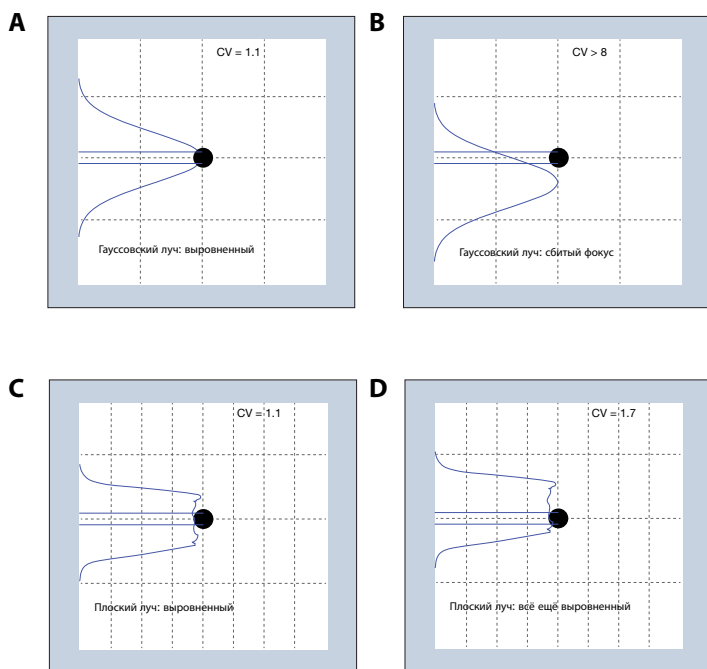 A
CV = 1.1
Гауссовский луч: выровненный
B
CV > 8
Гауссовский луч: сбитый фокус
C
CV = 1.1
Плоский луч: выровненный
D
CV = 1.7
Плоский луч: всё ещё выровненный